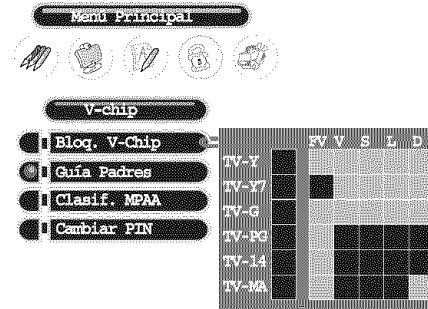 Menú Principal
V-chip
Bloq. V-Chip
Guía Padres
Clasif. MPAA
Cambiar PIN
FV V S L D
TV-Y
TV-Y7
TV-G
TV-PG
TV-14
TV-MA